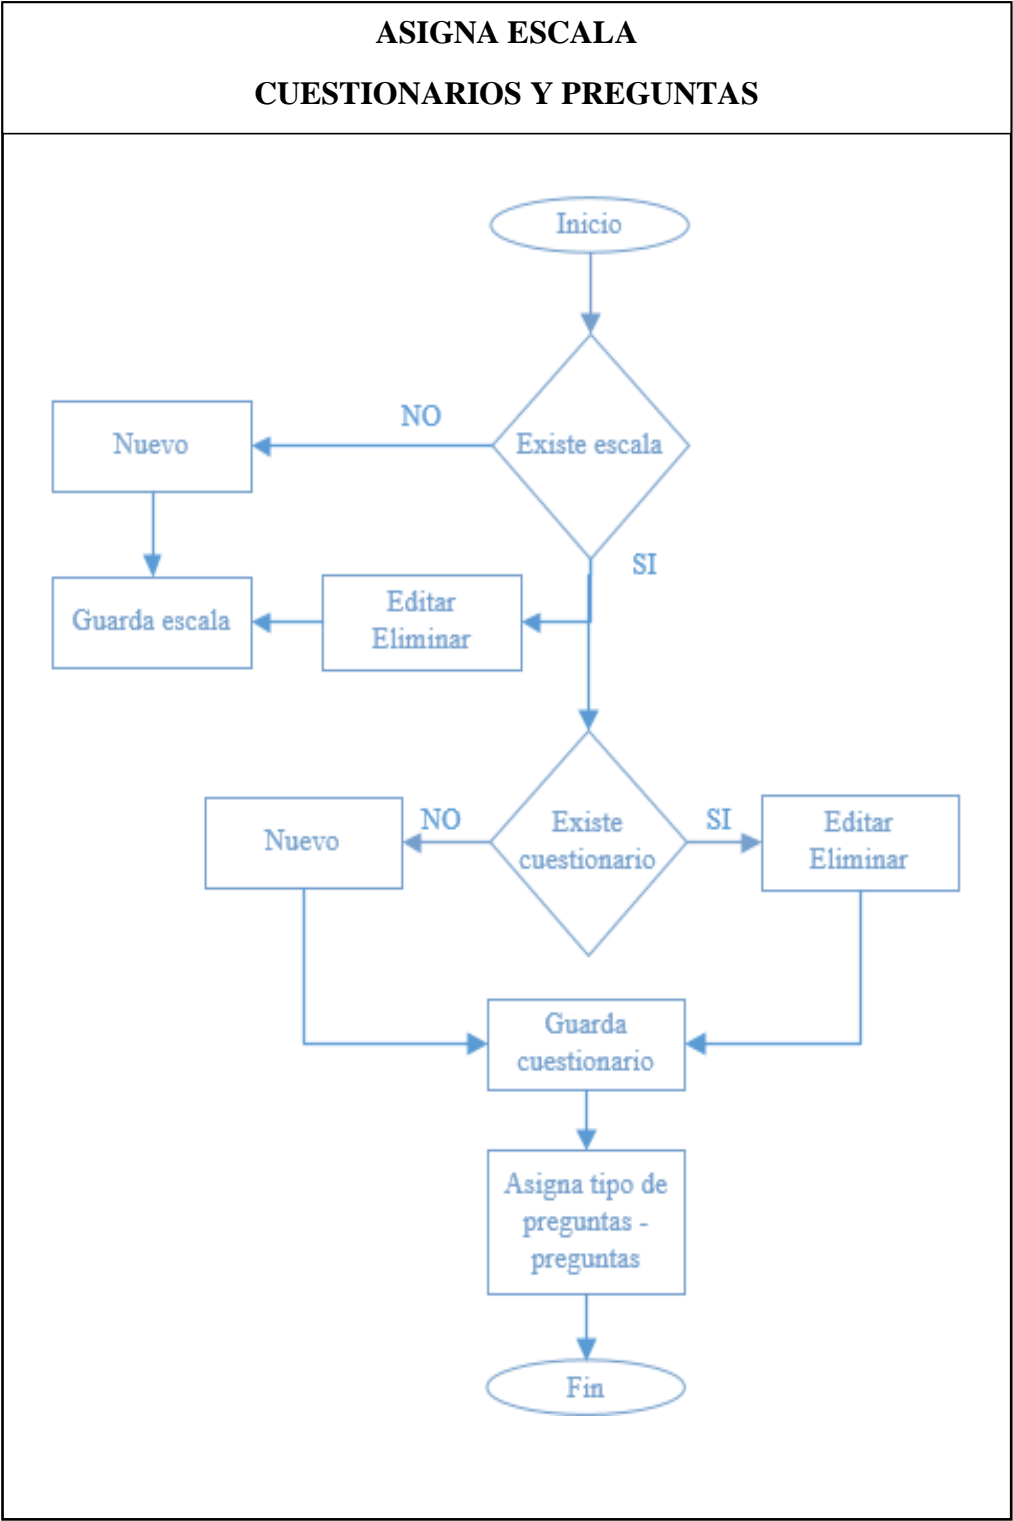 ASIGNA ESCALA
CUESTIONARIOS Y PREGUNTAS
Inicio
NO
Nuevo
Existe escala
SI
Guarda escala
Editar
Eliminar
NO
Nuevo
Existe
cuestionario
SI
Editar
Eliminar
Guarda
cuestionario
Asigna tipo de
preguntas -
preguntas
Fin